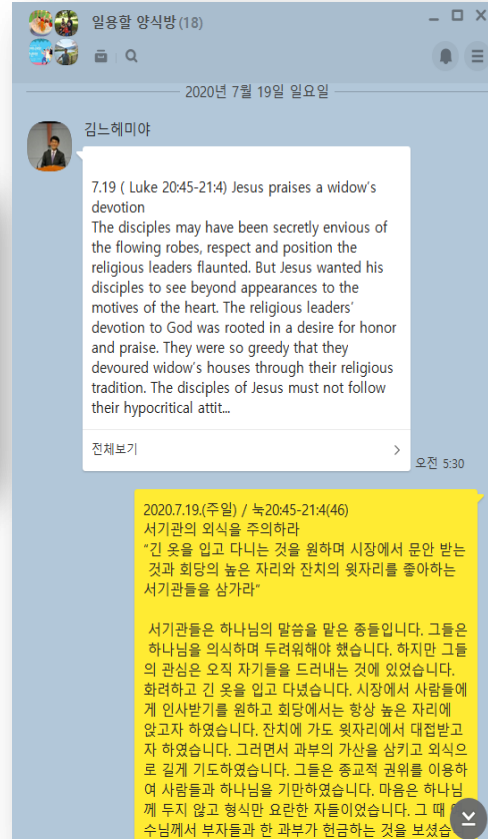 일용할 양식방 (18)
2020년 7월 19일 일요일
김느헤미야
7.19 ( Luke 20:45-21:4) Jesus praises a widow's
devotion
The disciples may have been secretly envious of
the flowing robes, respect and position the
religious leaders flaunted. But Jesus wanted his
disciples to see beyond appearances to the
motives of the heart. The religious leaders'
devotion to God was rooted in a desire for honor
and praise. They were so greedy that they
devoured widow's houses through their religious
tradition. The disciples of Jesus must not follow
their hypocritical attit...
전체보기
오전 5:30
2020.7.19.(주일) / 눅20:45-21:4(46)
서기관의 외식을 주의하라
“긴 옷을 입고 다니는 것을 원하며 시장에서 문안 받는
것과 회당의 높은 자리와 잔치의 윗자리를 좋아하는
서기관들을 삼가라”
서기관들은 하나님의 말씀을 맡은 종들입니다. 그들은
하나님을 의식하며 두려워해야 했습니다. 하지만 그들
의 관심은 오직 자기들을 드러내는 것에 있었습니다.
화려하고 긴 옷을 입고 다녔습니다. 시장에서 사람들에
게 인사받기를 원하고 회당에서는 항상 높은 자리에
앉고자 하였습니다. 잔치에 가도 윗자리에서 대접받고
자 하였습니다. 그러면서 과부의 가산을 삼키고 외식으
로 길게 기도하였습니다. 그들은 종교적 권위를 이용하
여 사람들과 하나님을 기만하였습니다. 마음은 하나님
께 두지 않고 형식만 요란한 자들이었습니다. 그 때
수님께서 부자들과 한 과부가 헌금하는 것을 보셨습